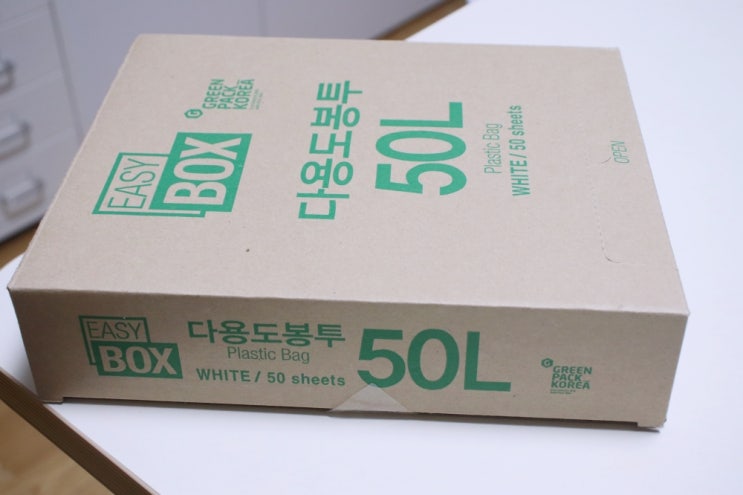 EASY
BOX
GREEN
PACK
KOREA
다용도봉투
50L
Plastic Bag
WHITE / 50 sheets
OPEN
EASY
BOX
다용도봉투
Plastic Bag
WHITE / 50 sheets
50L
GREEN
PACK
KOREA